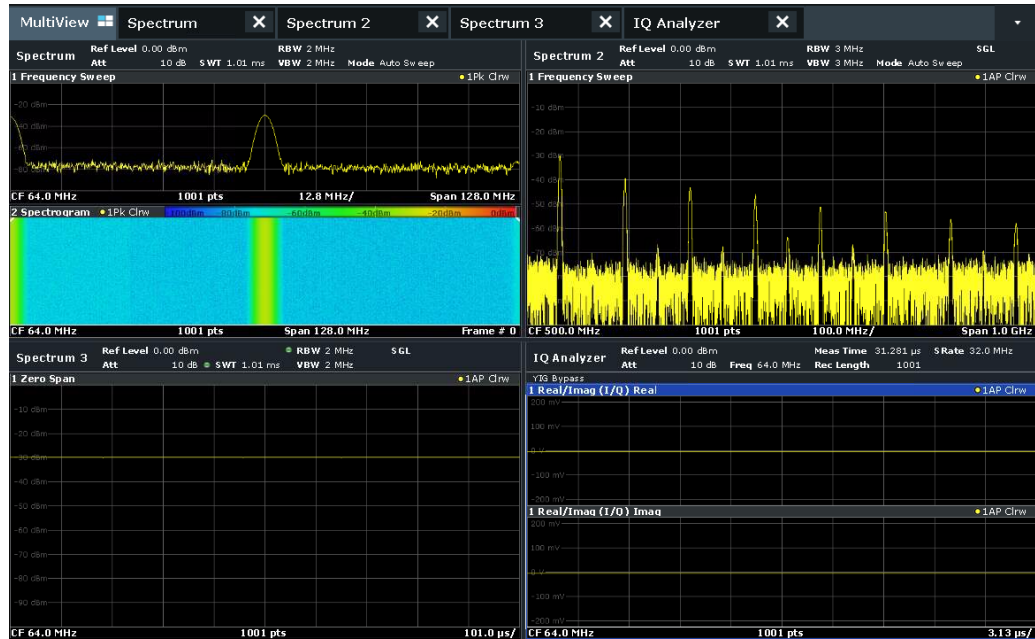 MultiView Spectrum Spectrum 2 Spectrum 3 IQ Analyzer
Spectrum
Ref Level 0.00 dBm RBW 2 MHz
Att 10 dB SWT 1.01 ms VBW 2 MHz Mode Auto Sweep
1 Frequency Sweep 1Pk Clrw
-20 dBm
-80 dBm
CF 64.0 MHz 1001 pts 12.8 MHz/ Span 128.0 MHz
2 Spectrogram 1Pk Clrw -100dBm -80dBm -60dBm -40dBm -20dBm 0dBm
CF 64.0 MHz 1001 pts Span 128.0 MHz Frame # 0
Spectrum 2
Ref Level 0.00 dBm RBW 3 MHz SGL
Att 10 dB SWT 1.01 ms VBW 3 MHz Mode Auto Sweep
1 Frequency Sweep 1AP Clrw
-10 dBm
-20 dBm
-30 dBm
-40 dBm
-50 dBm
-70 dBm
CF 500.0 MHz 1001 pts 100.0 MHz/ Span 1.0 GHz
Spectrum 3
Ref Level 0.00 dBm RBW 2 MHz SGL
Att 10 dB SWT 1.01 ms VBW 2 MHz
1 Zero Span 1AP Clrw
-10 dBm
-20 dBm
-30 dBm
-40 dBm
-50 dBm
-60 dBm
-70 dBm
-80 dBm
-90 dBm
CF 64.0 MHz 1001 pts 101.0 µs/
IQ Analyzer
Ref Level 0.00 dBm Meas Time 31.281 µs SRate 32.0 MHz
Att 10 dB Freq 64.0 MHz Rec Length 1001
YIG Bypass
1 Real/Imag (I/Q) Real 1AP Clrw
200 mV
100 mV
0 V
-100 mV
-200 mV
1 Real/Imag (I/Q) Imag 1AP Clrw
200 mV
100 mV
0 V
-100 mV
-200 mV
CF 64.0 MHz 1001 pts 3.13 µs/